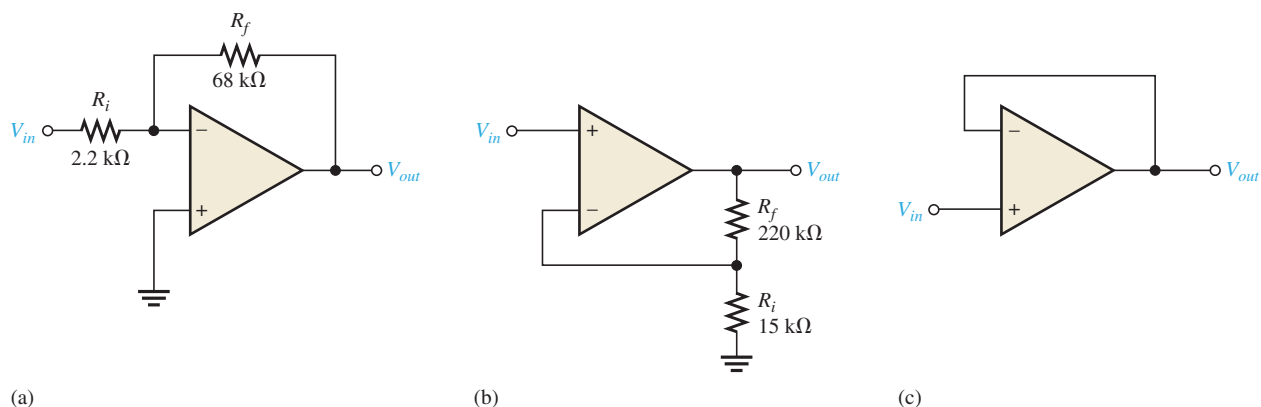 R_f
68 kΩ
R_i
V_in
2.2 kΩ
−
+
V_out
(a)
V_in
+
−
V_out
R_f
220 kΩ
R_i
15 kΩ
(b)
−
V_in
+
V_out
(c)